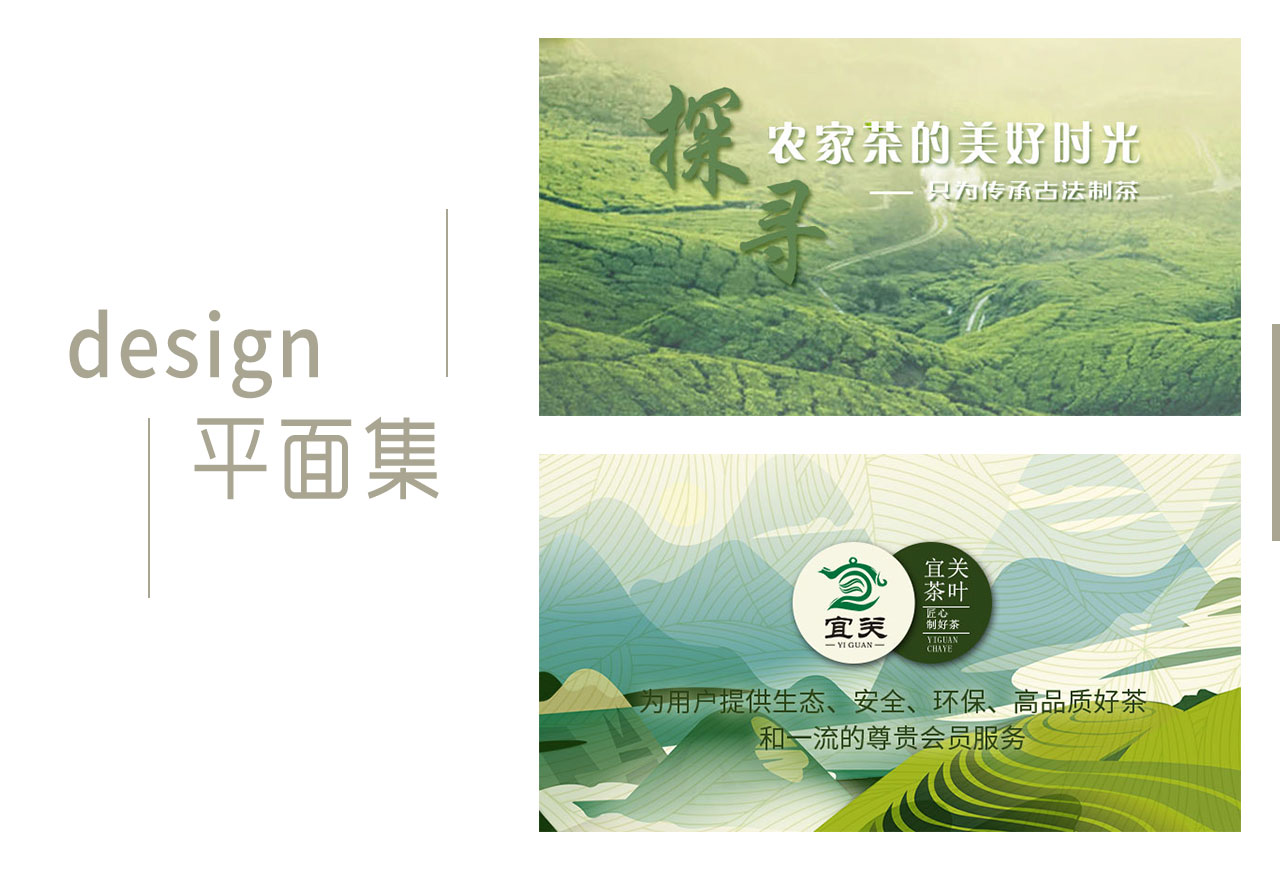 design
平面集
探寻
农家茶的美好时光
—— 只为传承古法制茶
宜关
— YI GUAN —
宜关
茶叶
匠心
制好茶
YIGUAN
CHAYE
为用户提供生态、安全、环保、高品质好茶
和一流的尊贵会员服务